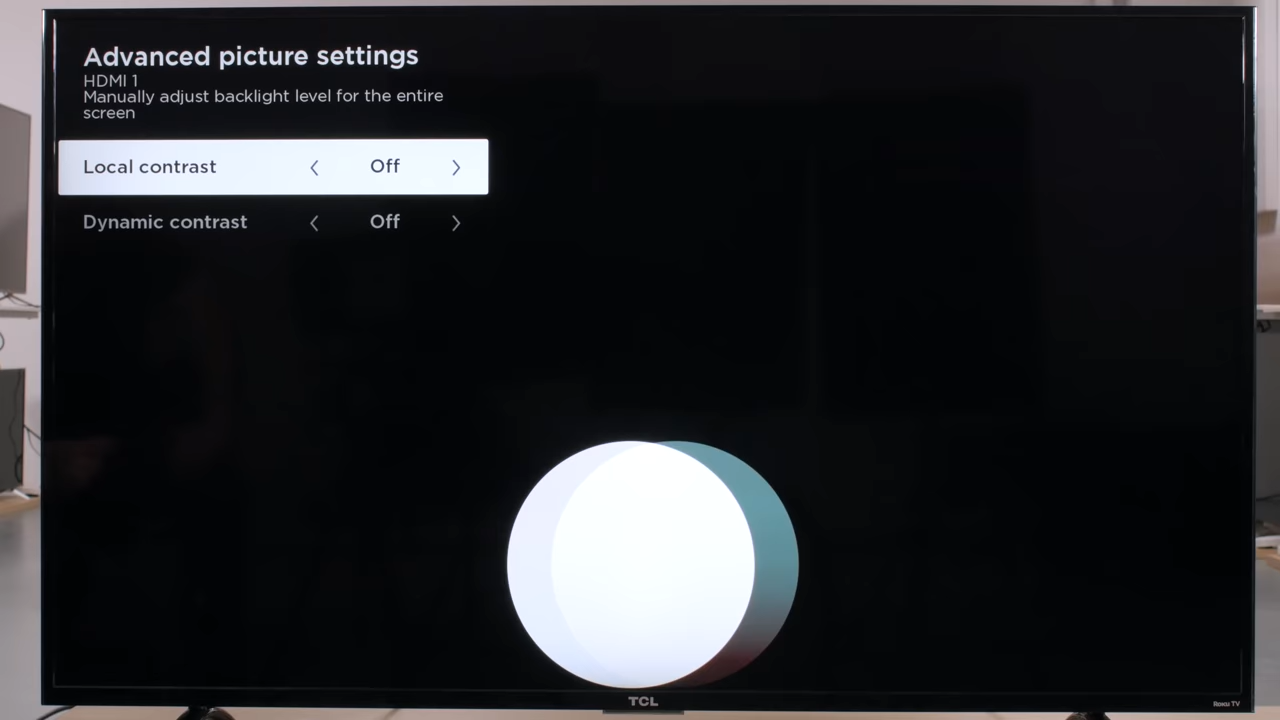 Advanced picture settings
HDMI 1
Manually adjust backlight level for the entire
screen
Local contrast < Off >
Dynamic contrast < Off >
TCL
Roku TV